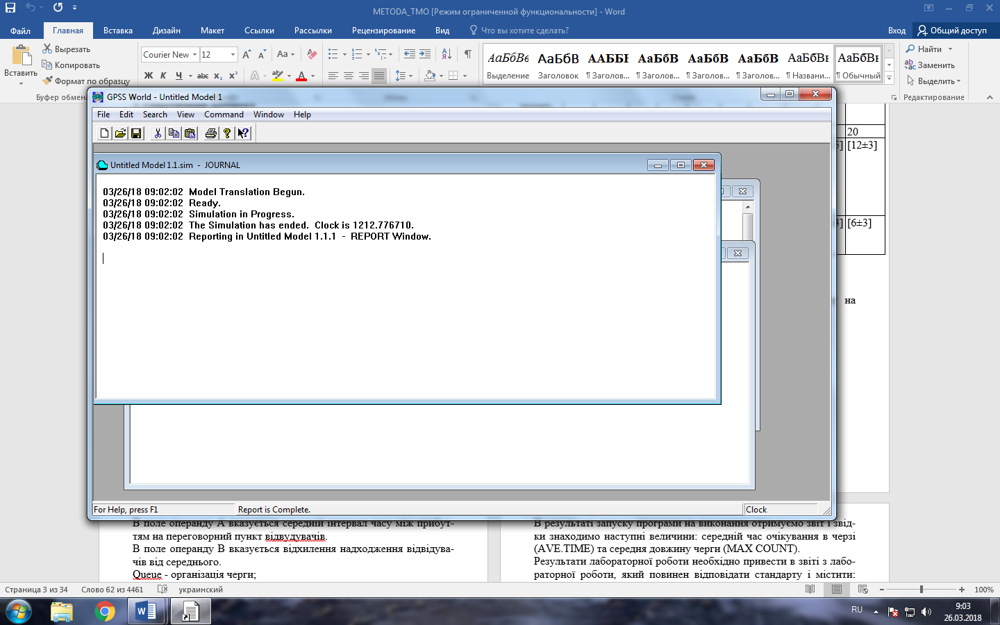 METODA_TMO [Режим ограниченной функциональности] - Word
Файл Главная Вставка Дизайн Макет Ссылки Рассылки Рецензирование Вид Что вы хотите сделать? Вход Общий доступ
Вставить
Вырезать
Копировать
Формат по образцу
Буфер обмена
Courier New 12
Ж К Ч abc x₂ x²
АаБбВе АаБбВ ААББІ АаБбВ АаБбВ АаБбВ АаБбВı АаБбВı
Выделение Заголовок ¶ Заголов... ¶ Заголов... ¶ Заголов... ¶ Заголов... ¶ Названи... ¶ Обычный
Найти
Заменить
Выделить
Редактирование
GPSS World - Untitled Model 1
File Edit Search View Command Window Help
Untitled Model 1.1.sim - JOURNAL
03/26/18 09:02:02 Model Translation Begun.
03/26/18 09:02:02 Ready.
03/26/18 09:02:02 Simulation in Progress.
03/26/18 09:02:02 The Simulation has ended. Clock is 1212.776710.
03/26/18 09:02:02 Reporting in Untitled Model 1.1.1 - REPORT Window.
20
[12±3]
[6±3]
на
For Help, press F1 Report is Complete. Clock
В поле операнду А вказується середній інтервал часу між прибут-
тям на переговорний пункт відвудувачів.
В поле операнду В вказується відхилення надходження відвідува-
чів від середнього.
Queue - організація черги;
В результаті запуску програми на виконання отримуємо звіт і звід-
ки знаходимо наступні величини: середній час очікування в черзі
(AVE.TIME) та середня довжину черги (MAX COUNT).
Результати лабораторної роботи необхідно привести в звіті з лабо-
раторної роботи, який повинен відповідати стандарту і містити:
Страница 3 из 34 Слово 62 из 4461 украинский 100%
RU 9:03
26.03.2018